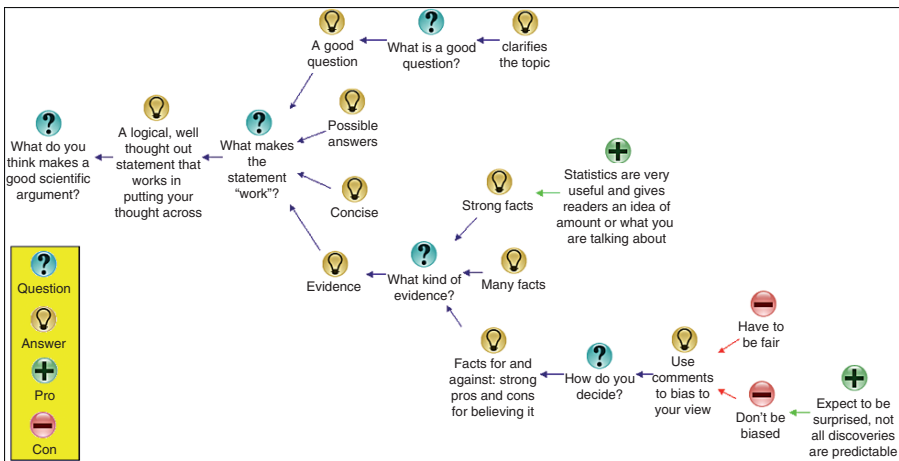 A good
question
What is a good
question?
clarifies
the topic
What do you
think makes a
good scientific
argument?
A logical, well
thought out
statement that
works in
putting your
thought across
What makes
the
statement
“work”?
Possible
answers
Concise
Evidence
What kind of
evidence?
Strong facts
Statistics are very
useful and gives
readers an idea of
amount or what you
are talking about
Many facts
Facts for and
against: strong
pros and cons
for believing it
How do you
decide?
Use
comments
to bias to
your view
Have to
be fair
Don’t be
biased
Expect to be
surprised, not
all discoveries
are predictable
Question
Answer
Pro
Con